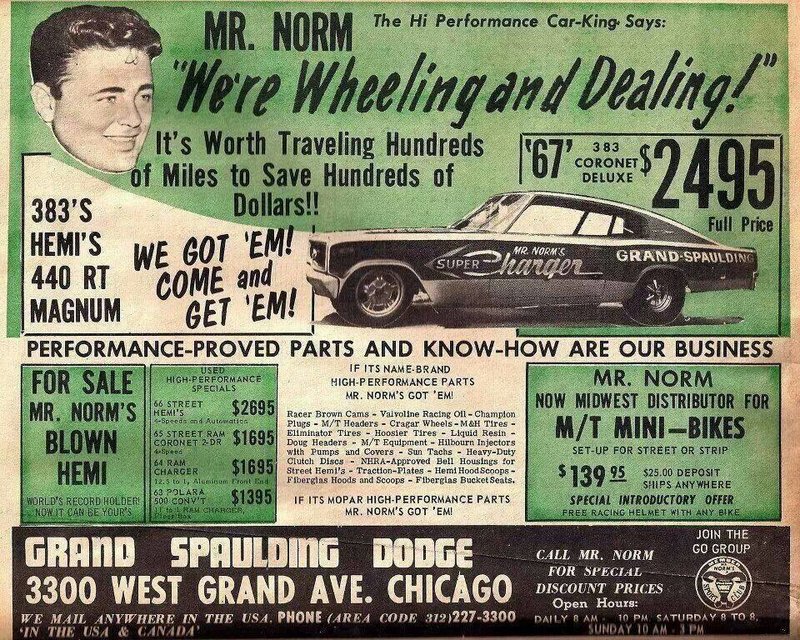 MR. NORM
The Hi Performance Car-King Says:
"We're Wheeling and Dealing!"
It's Worth Traveling Hundreds
of Miles to Save Hundreds of
Dollars!!
'67'
383
CORONET
DELUXE
$2495
Full Price
383'S
HEMI'S
440 RT
MAGNUM
WE GOT 'EM!
COME and
GET 'EM!
MR. NORM'S
SUPER Charger
GRAND-SPAULDING
PERFORMANCE-PROVED PARTS AND KNOW-HOW ARE OUR BUSINESS
FOR SALE
MR. NORM'S
BLOWN
HEMI
WORLD'S RECORD HOLDER!
NOW IT CAN BE YOUR'S
USED
HIGH-PERFORMANCE
SPECIALS
66 STREET
HEMI'S $2695
4-Speeds and Automatics
65 STREET RAM
CORONET 2-DR $1695
4-Speed
64 RAM
CHARGER $1695
12.5 to 1, Aluminum Front End
63 POLARA
500 CONV'T $1395
11 to 1 RAM CHARGER,
IF ITS NAME-BRAND
HIGH-PERFORMANCE PARTS
MR. NORM'S GOT 'EM!
Racer Brown Cams - Valvoline Racing Oil - Champion
Plugs - M/T Headers - Cragar Wheels - M&H Tires -
Eliminator Tires - Hoosier Tires - Liquid Resin -
Doug Headers - M/T Equipment - Hilbourn Injectors
with Pumps and Covers - Sun Tachs - Heavy-Duty
Clutch Discs - NHRA-Approved Bell Housings for
Street Hemi's - Traction-Plates - Hemi Hood Scoops -
Fiberglas Hoods and Scoops - Fiberglas Bucket Seats.
IF ITS MOPAR HIGH-PERFORMANCE PARTS
MR. NORM'S GOT 'EM!
MR. NORM
NOW MIDWEST DISTRIBUTOR FOR
M/T MINI-BIKES
SET-UP FOR STREET OR STRIP
$139.95
$25.00 DEPOSIT
SHIPS ANYWHERE
SPECIAL INTRODUCTORY OFFER
FREE RACING HELMET WITH ANY BIKE
GRAND SPAULDING DODGE
3300 WEST GRAND AVE. CHICAGO
WE MAIL ANYWHERE IN THE USA. PHONE (AREA CODE 312) 227-3300
'IN THE USA & CANADA'
CALL MR. NORM
FOR SPECIAL
DISCOUNT PRICES
Open Hours:
DAILY 8 AM - 10 PM. SATURDAY 8 TO 8,
SUNDAY 10 AM - 3 PM
JOIN THE
GO GROUP
NORM'S